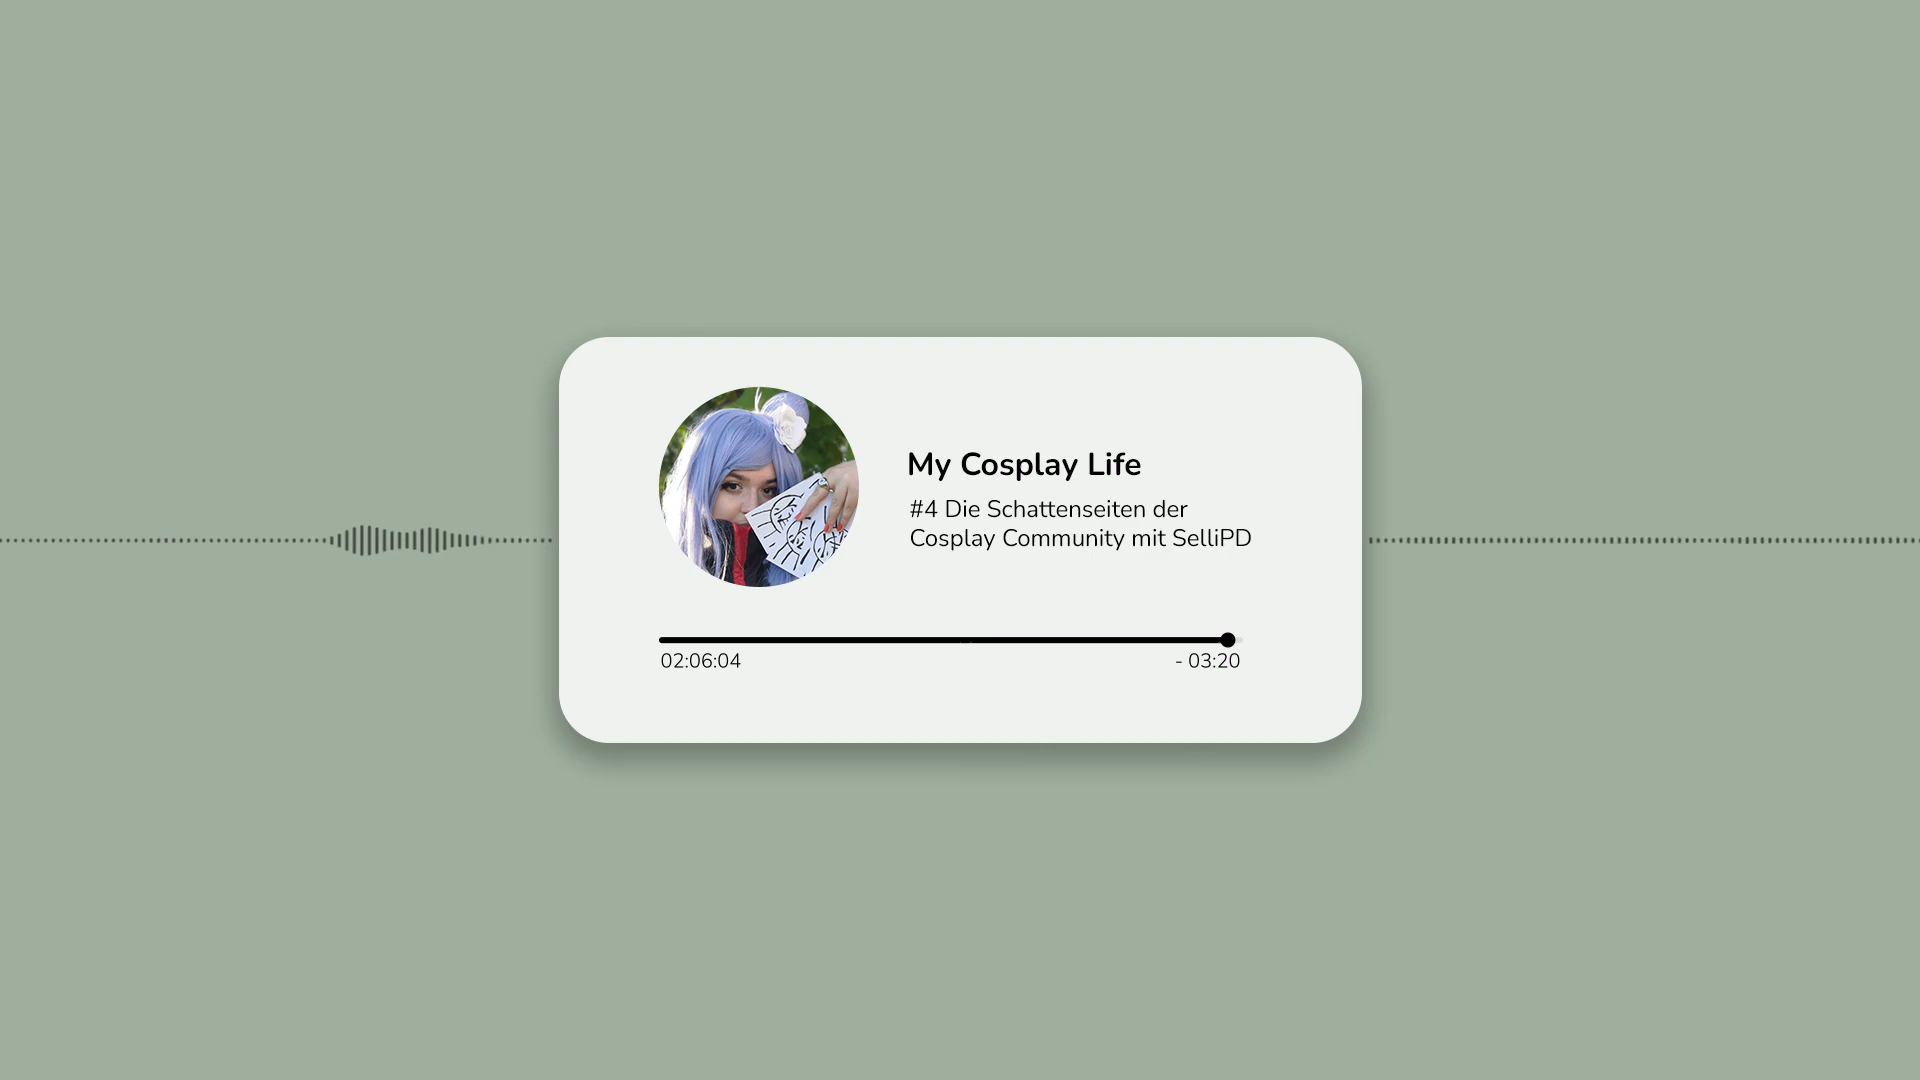 My Cosplay Life
#4 Die Schattenseiten der
Cosplay Community mit SelliPD
02:06:04
- 03:20